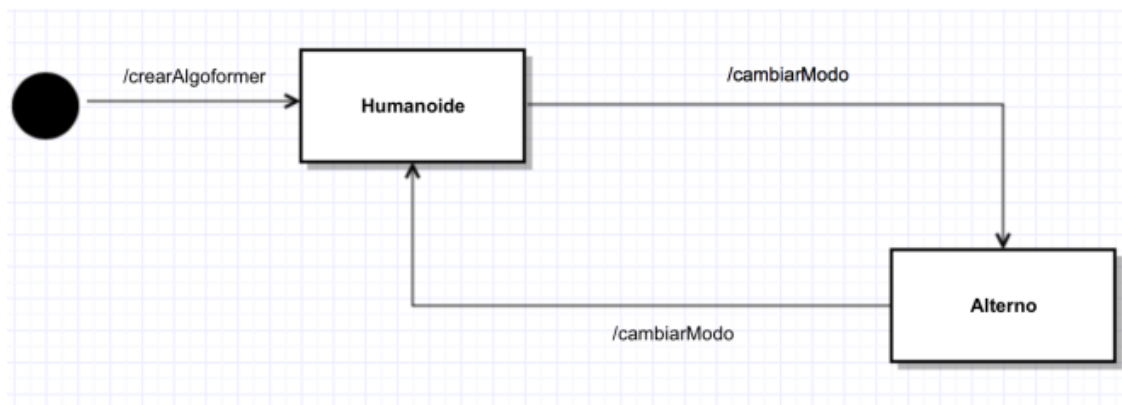 /crearAlgoformer
Humanoide
/cambiarModo
Alterno
/cambiarModo